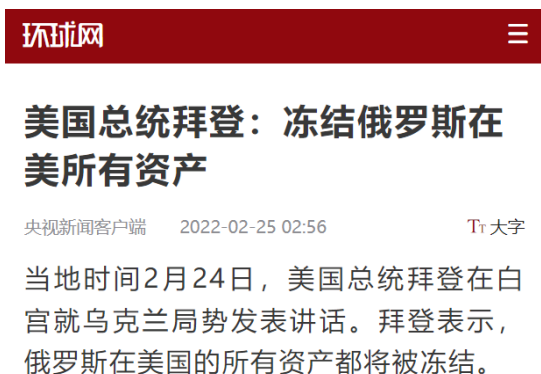 环球网
美国总统拜登：冻结俄罗斯在
美所有资产
央视新闻客户端 2022-02-25 02:56 TT 大字
当地时间2月24日，美国总统拜登在白
宫就乌克兰局势发表讲话。拜登表示，
俄罗斯在美国的所有资产都将被冻结。